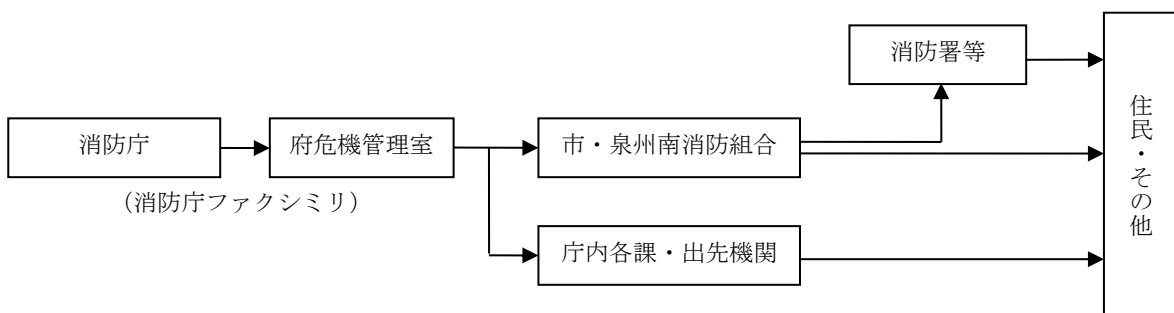 消防署等
消防庁
府危機管理室
市・泉州南消防組合
(消防庁ファクシミリ)
庁内各課・出先機関
住民・その他